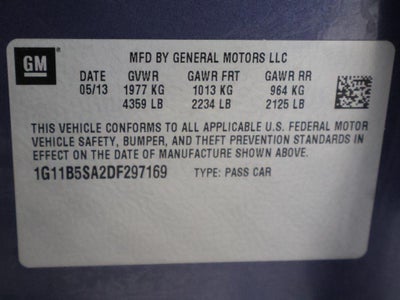 GM
MFD BY GENERAL MOTORS LLC
DATE GVWR GAWR FRT GAWR RR
05/13 1977 KG 1013 KG 964 KG
4359 LB 2234 LB 2125 LB
THIS VEHICLE CONFORMS TO ALL APPLICABLE U.S. FEDERAL MOTOR
VEHICLE SAFETY, BUMPER, AND THEFT PREVENTION STANDARDS IN
EFFECT ON THE DATE OF MANUFACTURE SHOWN ABOVE.
1G11B5SA2DF297169 TYPE: PASS CAR